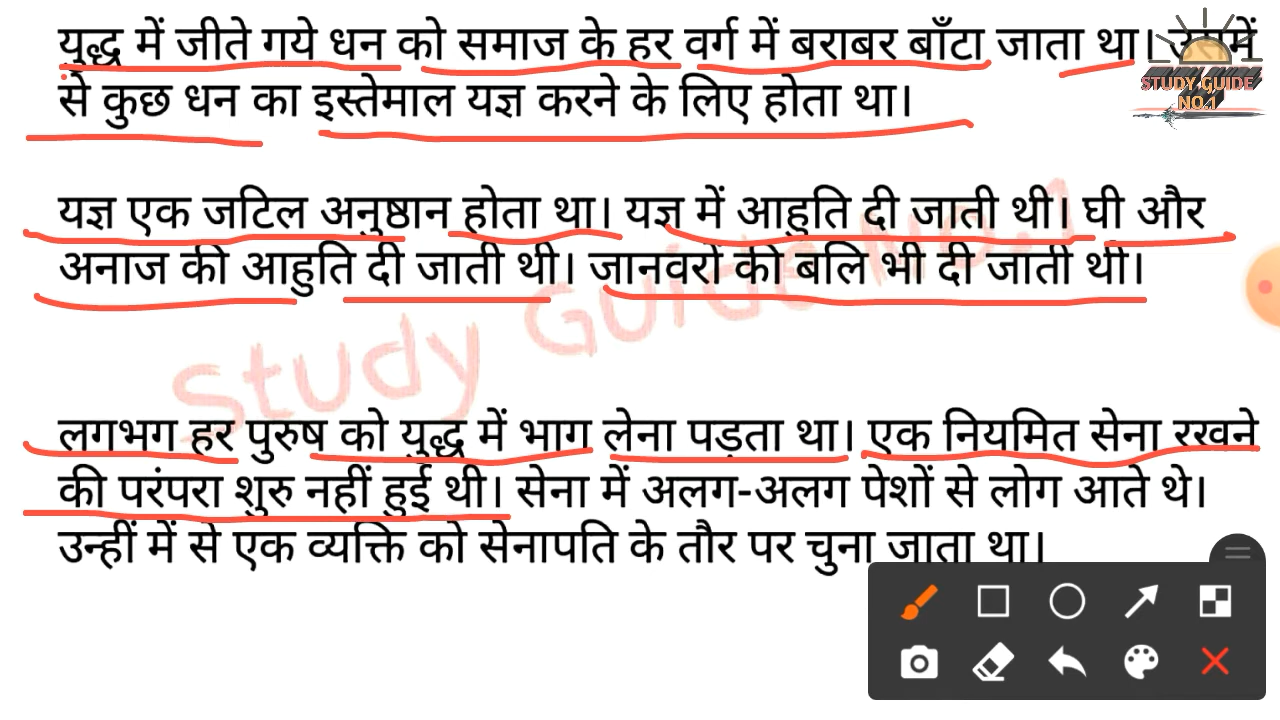 युद्ध में जीते गये धन को समाज के हर वर्ग में बराबर बाँटा जाता था।
से कुछ धन का इस्तेमाल यज्ञ करने के लिए होता था।
STUDY GUIDE
NO.1
यज्ञ एक जटिल अनुष्ठान होता था। यज्ञ में आहुति दी जाती थी। घी और
अनाज की आहुति दी जाती थी। जानवरों की बलि भी दी जाती थी।
Study Guide No.1
लगभग हर पुरुष को युद्ध में भाग लेना पड़ता था। एक नियमित सेना रखने
की परंपरा शुरु नहीं हुई थी। सेना में अलग-अलग पेशों से लोग आते थे।
उन्हीं में से एक व्यक्ति को सेनापति के तौर पर चुना जाता था।